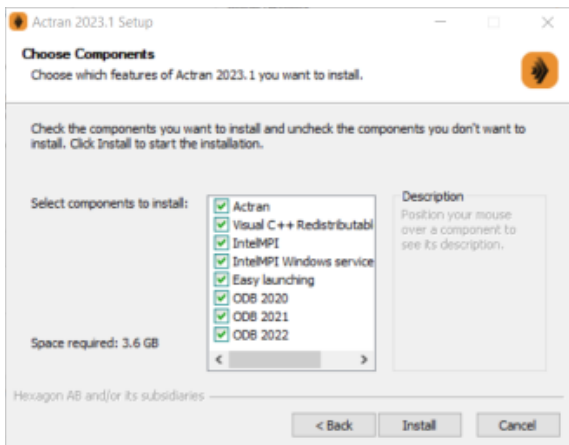 Actran 2023.1 Setup
Choose Components
Choose which features of Actran 2023.1 you want to install.
Check the components you want to install and uncheck the components you don't want to
install. Click Install to start the installation.
Select components to install:
Actran
Visual C++ Redistributabl
IntelMPI
IntelMPI Windows service
Easy launching
ODB 2020
ODB 2021
ODB 2022
Description
Position your mouse
over a component to
see its description.
Space required: 3.6 GB
Hexagon AB and/or its subsidiaries
< Back
Install
Cancel